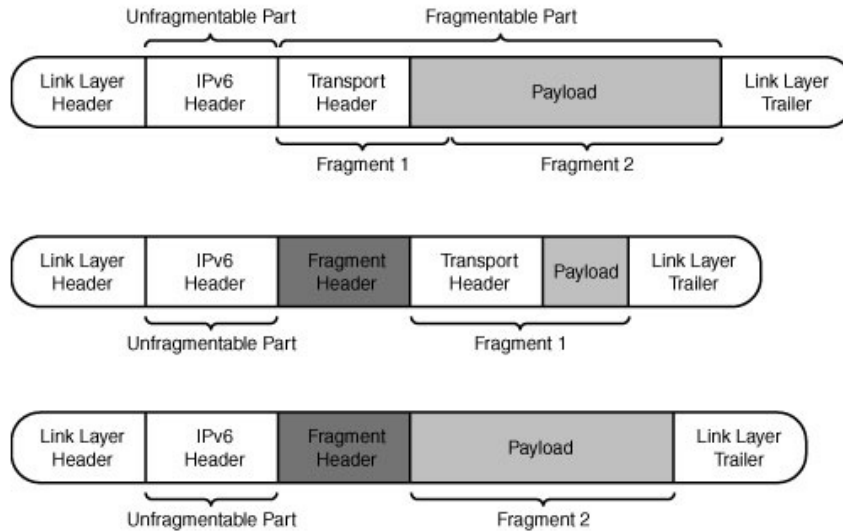 Unfragmentable Part Fragmentable Part
Link Layer Header IPv6 Header Transport Header Payload Link Layer Trailer
Fragment 1 Fragment 2
Link Layer Header IPv6 Header Fragment Header Transport Header Payload Link Layer Trailer
Unfragmentable Part Fragment 1
Link Layer Header IPv6 Header Fragment Header Payload Link Layer Trailer
Unfragmentable Part Fragment 2